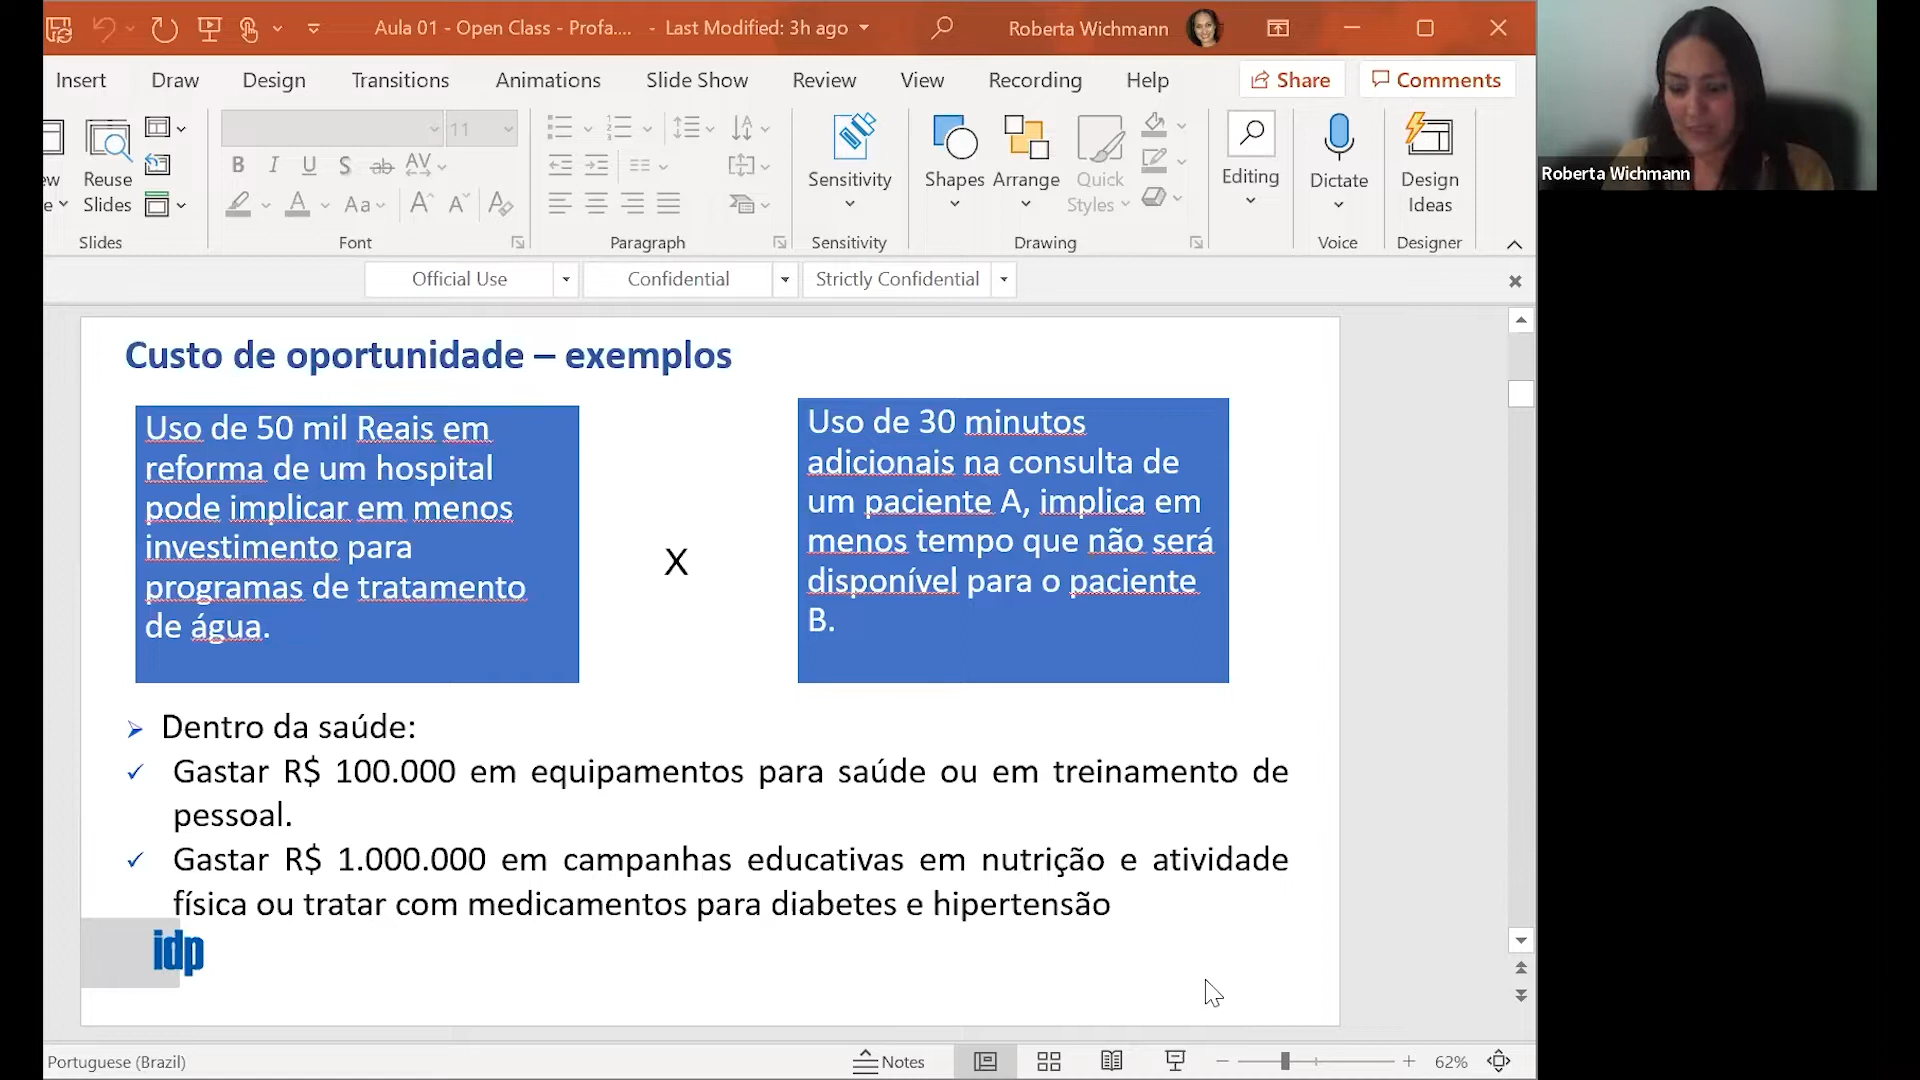 Aula 01 - Open Class - Profa.... - Last Modified: 3h ago
Roberta Wichmann
Insert Draw Design Transitions Animations Slide Show Review View Recording Help Share Comments
Roberta Wichmann
11
Reuse
Slides
Sensitivity
Shapes
Arrange
Quick
Styles
Editing
Dictate
Design
Ideas
Slides Font Paragraph Sensitivity Drawing Voice Designer
Official Use Confidential Strictly Confidential
Custo de oportunidade – exemplos
Uso de 50 mil Reais em
reforma de um hospital
pode implicar em menos
investimento para
programas de tratamento
de água.
X
Uso de 30 minutos
adicionais na consulta de
um paciente A, implica em
menos tempo que não será
disponível para o paciente
B.
Dentro da saúde:
Gastar R$ 100.000 em equipamentos para saúde ou em treinamento de
pessoal.
Gastar R$ 1.000.000 em campanhas educativas em nutrição e atividade
física ou tratar com medicamentos para diabetes e hipertensão
idp
Portuguese (Brazil) Notes 62%